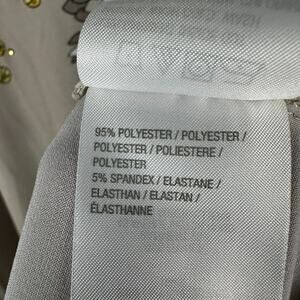 95% POLYESTER / POLYESTER /
POLYESTER / POLIESTERE /
POLYESTER
5% SPANDEX / ELASTANE /
ELASTHAN / ELASTAN /
ÉLASTHANNE